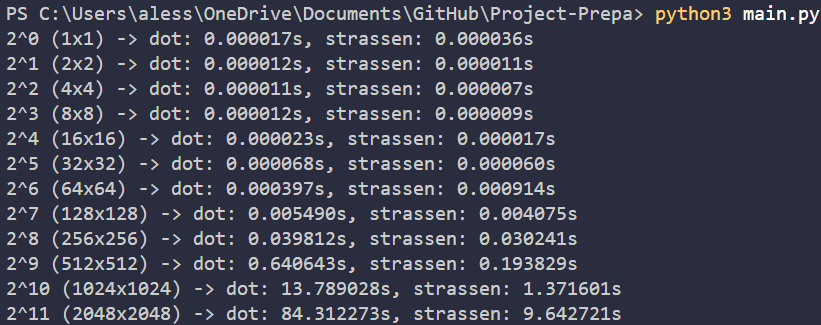 PS C:\Users\aless\OneDrive\Documents\GitHub\Project-Prepa> python3 main.py
2^0 (1x1) -> dot: 0.000017s, strassen: 0.000036s
2^1 (2x2) -> dot: 0.000012s, strassen: 0.000011s
2^2 (4x4) -> dot: 0.000011s, strassen: 0.000007s
2^3 (8x8) -> dot: 0.000012s, strassen: 0.000009s
2^4 (16x16) -> dot: 0.000023s, strassen: 0.000017s
2^5 (32x32) -> dot: 0.000068s, strassen: 0.000060s
2^6 (64x64) -> dot: 0.000397s, strassen: 0.000914s
2^7 (128x128) -> dot: 0.005490s, strassen: 0.004075s
2^8 (256x256) -> dot: 0.039812s, strassen: 0.030241s
2^9 (512x512) -> dot: 0.640643s, strassen: 0.193829s
2^10 (1024x1024) -> dot: 13.789028s, strassen: 1.371601s
2^11 (2048x2048) -> dot: 84.312273s, strassen: 9.642721s